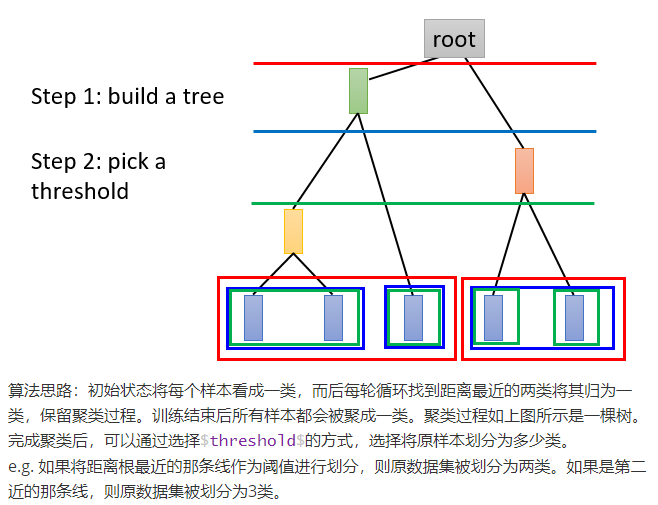 root
Step 1: build a tree
Step 2: pick a
threshold
算法思路：初始状态将每个样本看成一类，而后每轮循环找到距离最近的两类将其归为一
类，保留聚类过程。训练结束后所有样本都会被聚成一类。聚类过程如上图所示是一棵树。
完成聚类后，可以通过选择$threshold$的方式，选择将原样本划分为多少类。
e.g. 如果将距离根最近的那条线作为阈值进行划分，则原数据集被划分为两类。如果是第二
近的那条线，则原数据集被划分为3类。